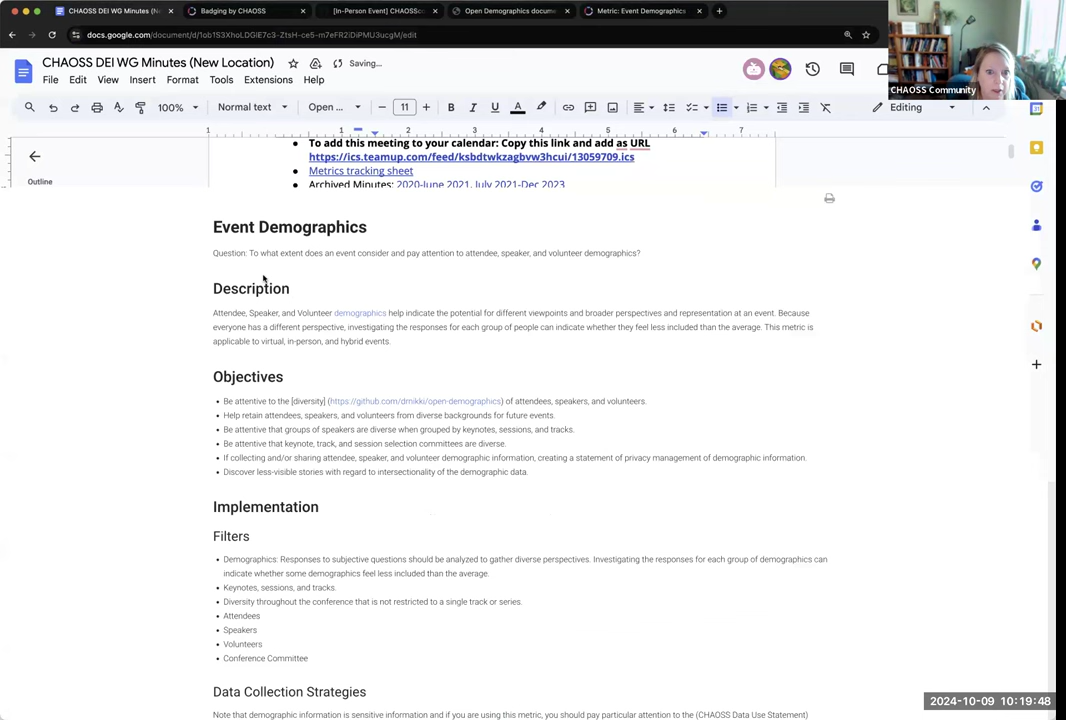 CHAOSS DEI WG Minutes (N
Badging by CHAOSS
[In-Person Event] CHAOSSco
Open Demographics docume
Metric: Event Demographics
docs.google.com/document/d/1ob1S3XhoLDGlE7c3-ZtsH-ce5-m7eFR2iDiPMU3ucgM/edit
CHAOSS DEI WG Minutes (New Location)
Saving...
File Edit View Insert Format Tools Extensions Help
100% Normal text Open ... 11 B I U A Editing
CHAOSS Community
1 1 2 3 4 5 6 7
Outline
To add this meeting to your calendar: Copy this link and add as URL
https://ics.teamup.com/feed/ksbdtwkzagbvw3hcui/13059709.ics
Metrics tracking sheet
Archived Minutes: 2020-June 2021, July 2021-Dec 2023
Event Demographics
Question: To what extent does an event consider and pay attention to attendee, speaker, and volunteer demographics?
Description
Attendee, Speaker, and Volunteer demographics help indicate the potential for different viewpoints and broader perspectives and representation at an event. Because
everyone has a different perspective, investigating the responses for each group of people can indicate whether they feel less included than the average. This metric is
applicable to virtual, in-person, and hybrid events.
Objectives
Be attentive to the [diversity] (https://github.com/drnikki/open-demographics) of attendees, speakers, and volunteers.
Help retain attendees, speakers, and volunteers from diverse backgrounds for future events.
Be attentive that groups of speakers are diverse when grouped by keynotes, sessions, and tracks.
Be attentive that keynote, track, and session selection committees are diverse.
If collecting and/or sharing attendee, speaker, and volunteer demographic information, creating a statement of privacy management of demographic information.
Discover less-visible stories with regard to intersectionality of the demographic data.
Implementation
Filters
Demographics: Responses to subjective questions should be analyzed to gather diverse perspectives. Investigating the responses for each group of demographics can
indicate whether some demographics feel less included than the average.
Keynotes, sessions, and tracks.
Diversity throughout the conference that is not restricted to a single track or series.
Attendees
Speakers
Volunteers
Conference Committee
Data Collection Strategies
Note that demographic information is sensitive information and if you are using this metric, you should pay particular attention to the (CHAOSS Data Use Statement)
2024-10-09 10:19:48